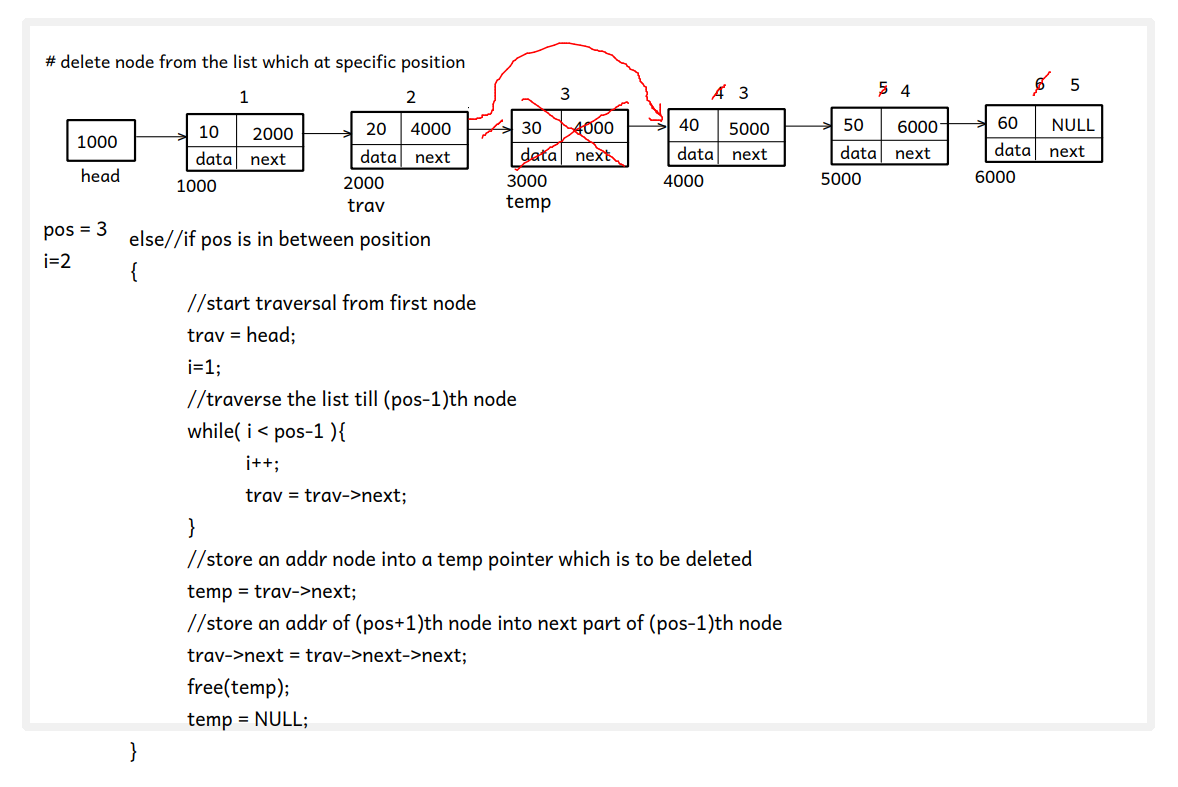 # delete node from the list which at specific position
1 2 3 4 3 5 4 6 5
1000 10 2000 20 4000 30 4000 40 5000 50 6000 60 NULL
data next data next data next data next data next data next
head 1000 2000 3000 4000 5000 6000
trav temp
pos = 3
i=2
else//if pos is in between position
{
//start traversal from first node
trav = head;
i=1;
//traverse the list till (pos-1)th node
while( i < pos-1 ){
i++;
trav = trav->next;
}
//store an addr node into a temp pointer which is to be deleted
temp = trav->next;
//store an addr of (pos+1)th node into next part of (pos-1)th node
trav->next = trav->next->next;
free(temp);
temp = NULL;
}